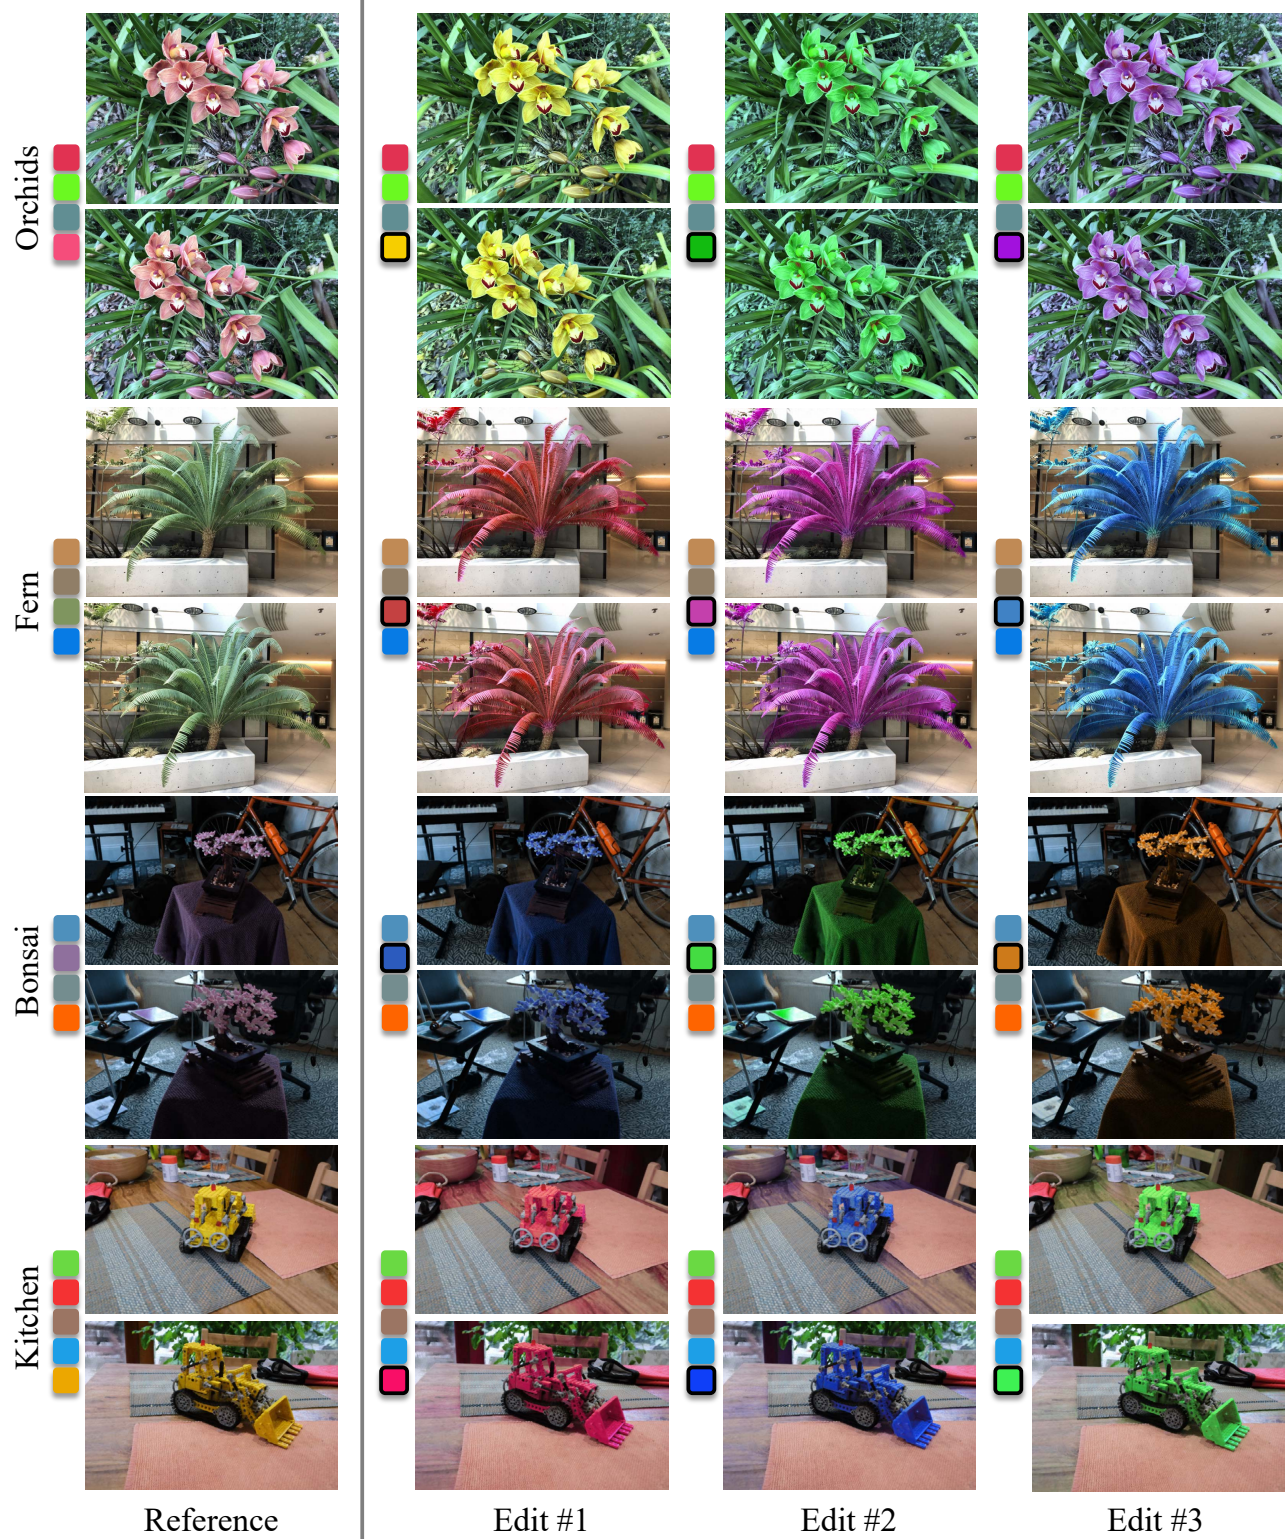 Orchids
Fern
Bonsai
Kitchen
Reference
Edit #1
Edit #2
Edit #3